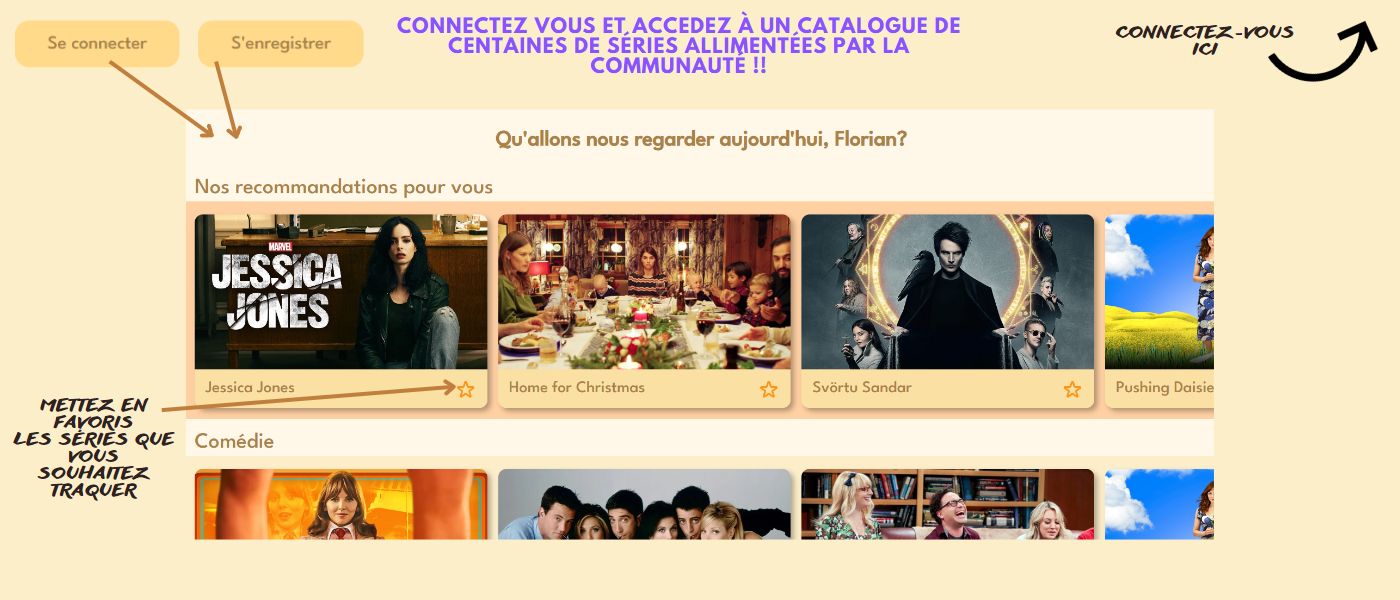 Se connecter
S'enregistrer
CONNECTEZ VOUS ET ACCEDEZ À UN CATALOGUE DE
CENTAINES DE SÉRIES ALLIMENTÉES PAR LA
COMMUNAUTÉ !!
CONNECTEZ-VOUS
ICI
Qu'allons nous regarder aujourd'hui, Florian?
Nos recommandations pour vous
MARVEL
JESSICA
JONES
Jessica Jones
Home for Christmas
Svörtu Sandar
Pushing Daisie
METTEZ EN
FAVORIS
LES SÉRIES QUE
VOUS
SOUHAITEZ
TRAQUER
Comédie